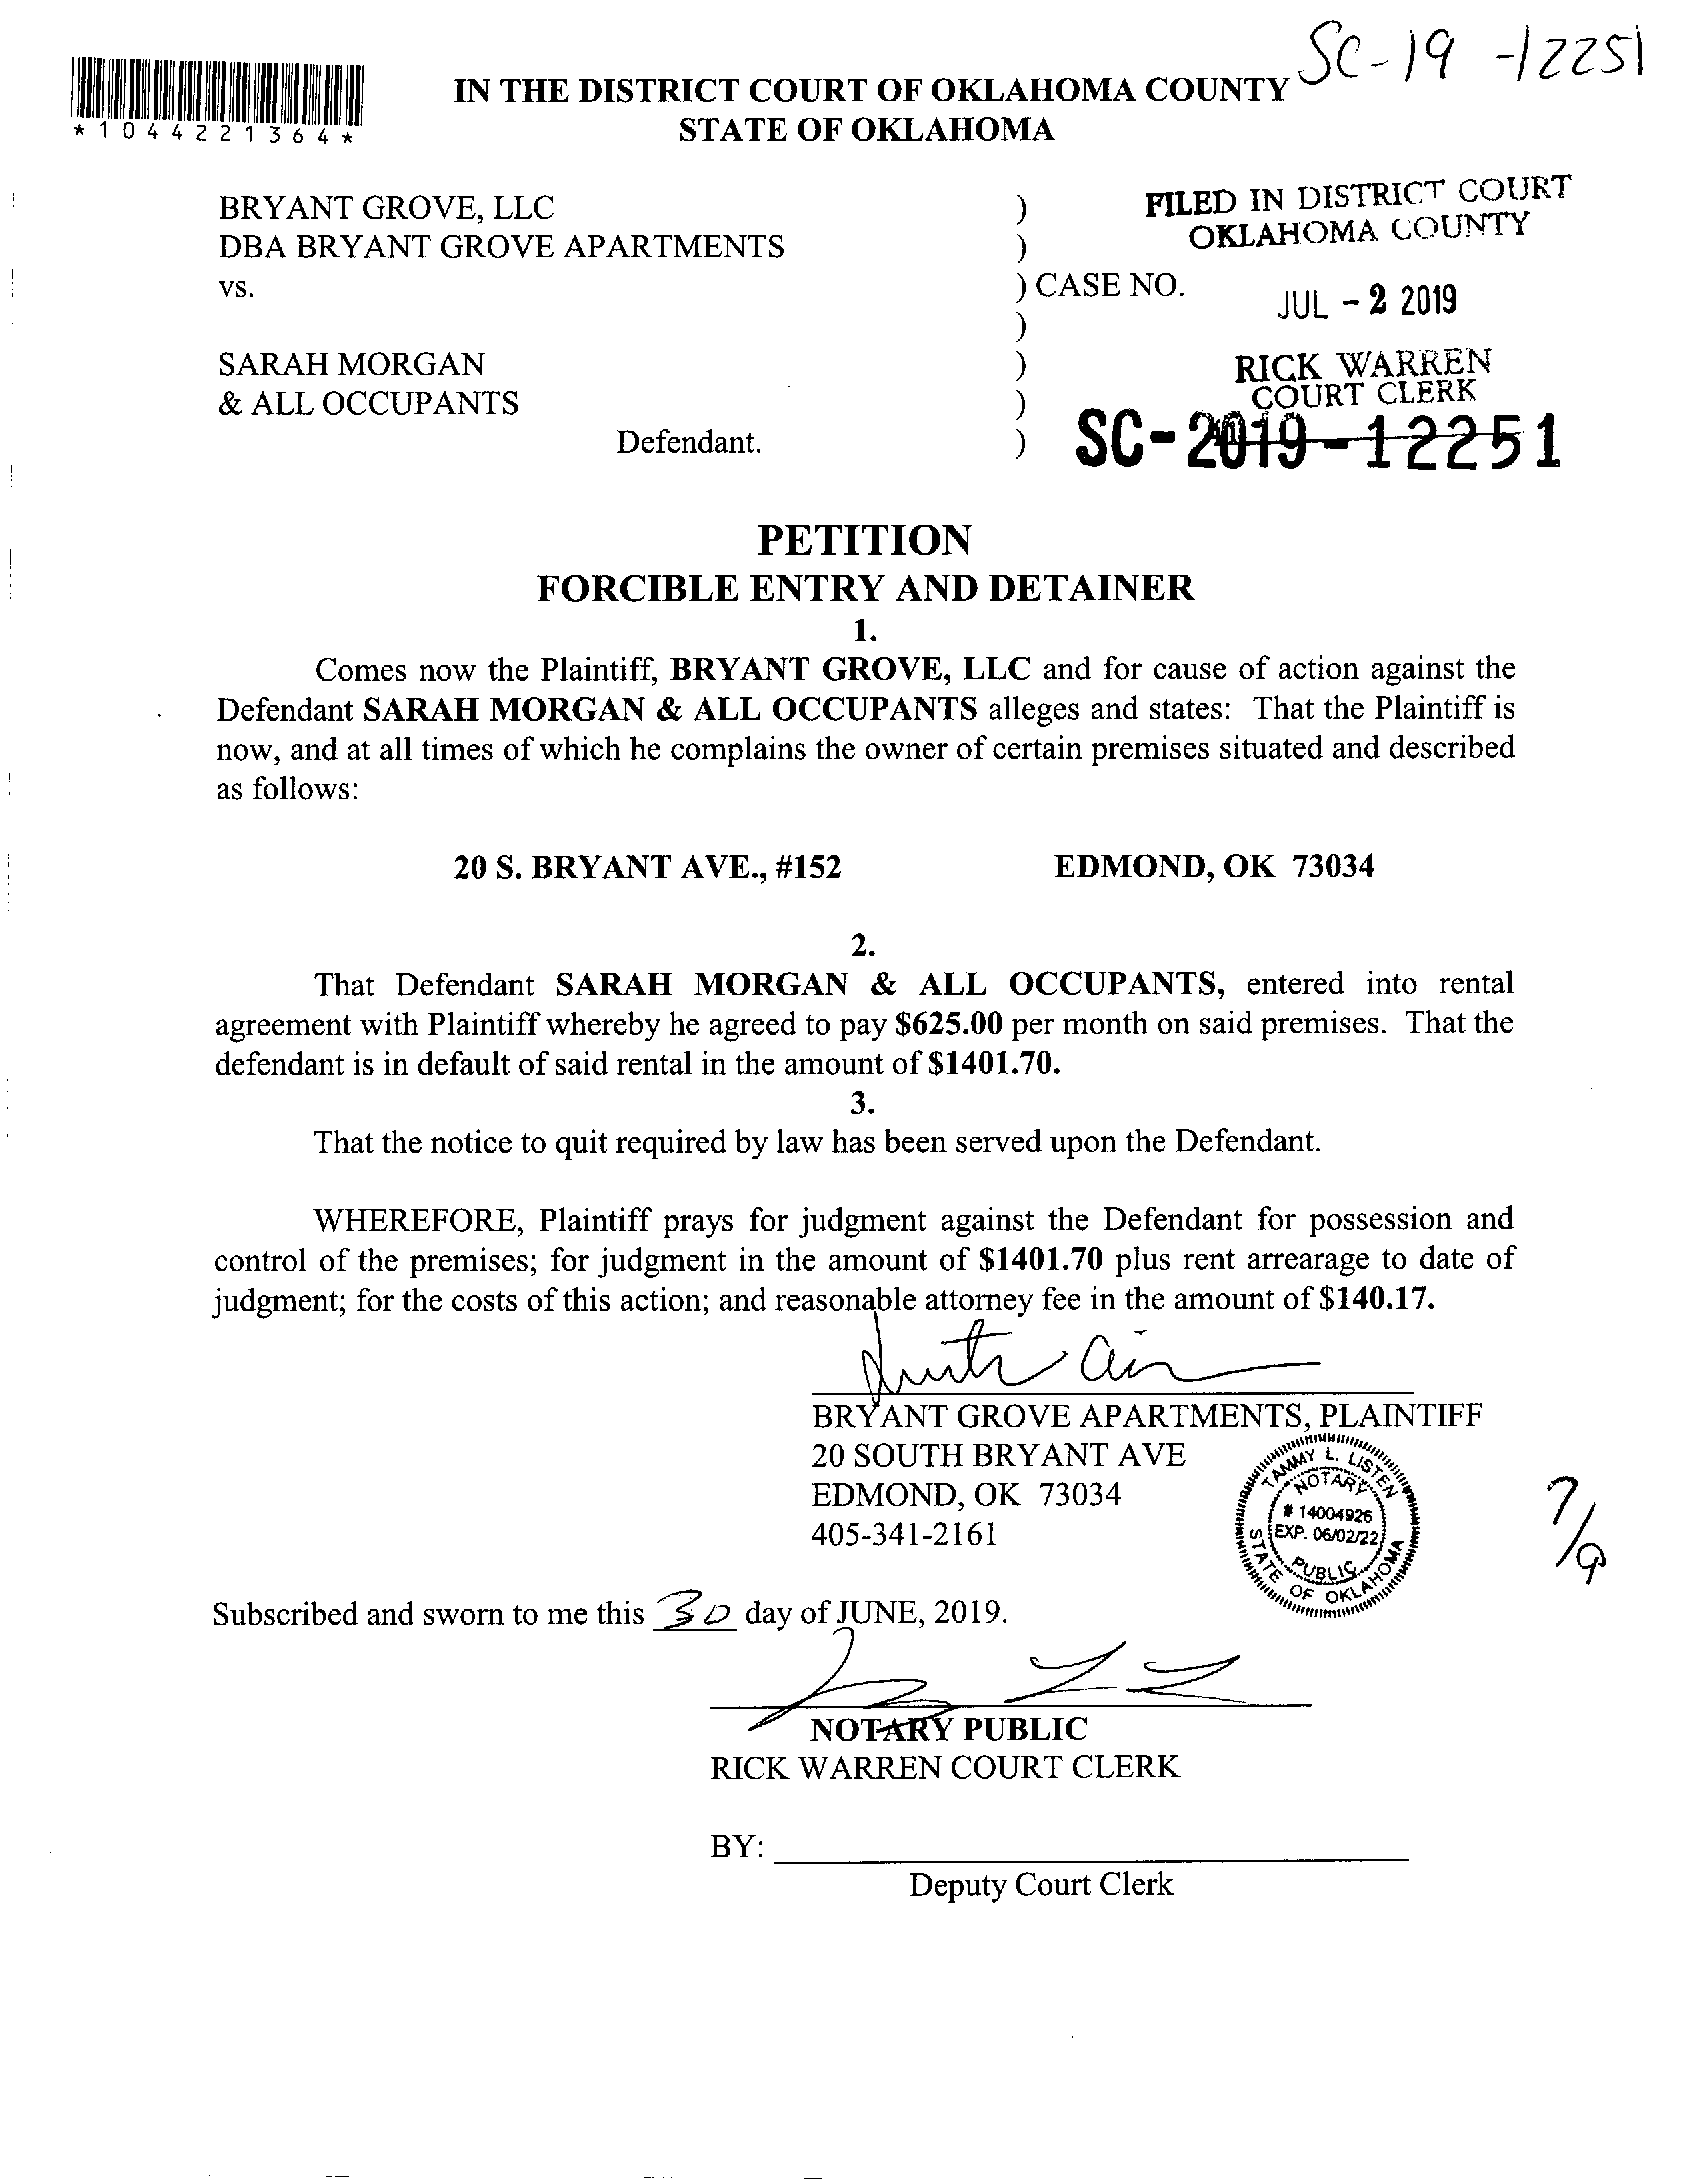 SC-19-12251
*1044221364*
IN THE DISTRICT COURT OF OKLAHOMA COUNTY
STATE OF OKLAHOMA
BRYANT GROVE, LLC )
DBA BRYANT GROVE APARTMENTS )
vs. ) CASE NO.
)
SARAH MORGAN )
& ALL OCCUPANTS )
Defendant. )
FILED IN DISTRICT COURT
OKLAHOMA COUNTY
JUL - 2 2019
RICK WARREN
COURT CLERK
SC-2019-12251
PETITION
FORCIBLE ENTRY AND DETAINER
1.
Comes now the Plaintiff, BRYANT GROVE, LLC and for cause of action against the
Defendant SARAH MORGAN & ALL OCCUPANTS alleges and states: That the Plaintiff is
now, and at all times of which he complains the owner of certain premises situated and described
as follows:
20 S. BRYANT AVE., #152 EDMOND, OK 73034
2.
That Defendant SARAH MORGAN & ALL OCCUPANTS, entered into rental
agreement with Plaintiff whereby he agreed to pay $625.00 per month on said premises. That the
defendant is in default of said rental in the amount of $1401.70.
3.
That the notice to quit required by law has been served upon the Defendant.
WHEREFORE, Plaintiff prays for judgment against the Defendant for possession and
control of the premises; for judgment in the amount of $1401.70 plus rent arrearage to date of
judgment; for the costs of this action; and reasonable attorney fee in the amount of $140.17.
BRYANT GROVE APARTMENTS, PLAINTIFF
20 SOUTH BRYANT AVE
EDMOND, OK 73034
405-341-2161
TAMMY L. LISTEN
NOTARY
# 14004926
EXP. 06/02/22
PUBLIC
STATE OF OKLAHOMA
7/9
Subscribed and sworn to me this 30 day of JUNE, 2019.
NOTARY PUBLIC
RICK WARREN COURT CLERK
BY:
Deputy Court Clerk